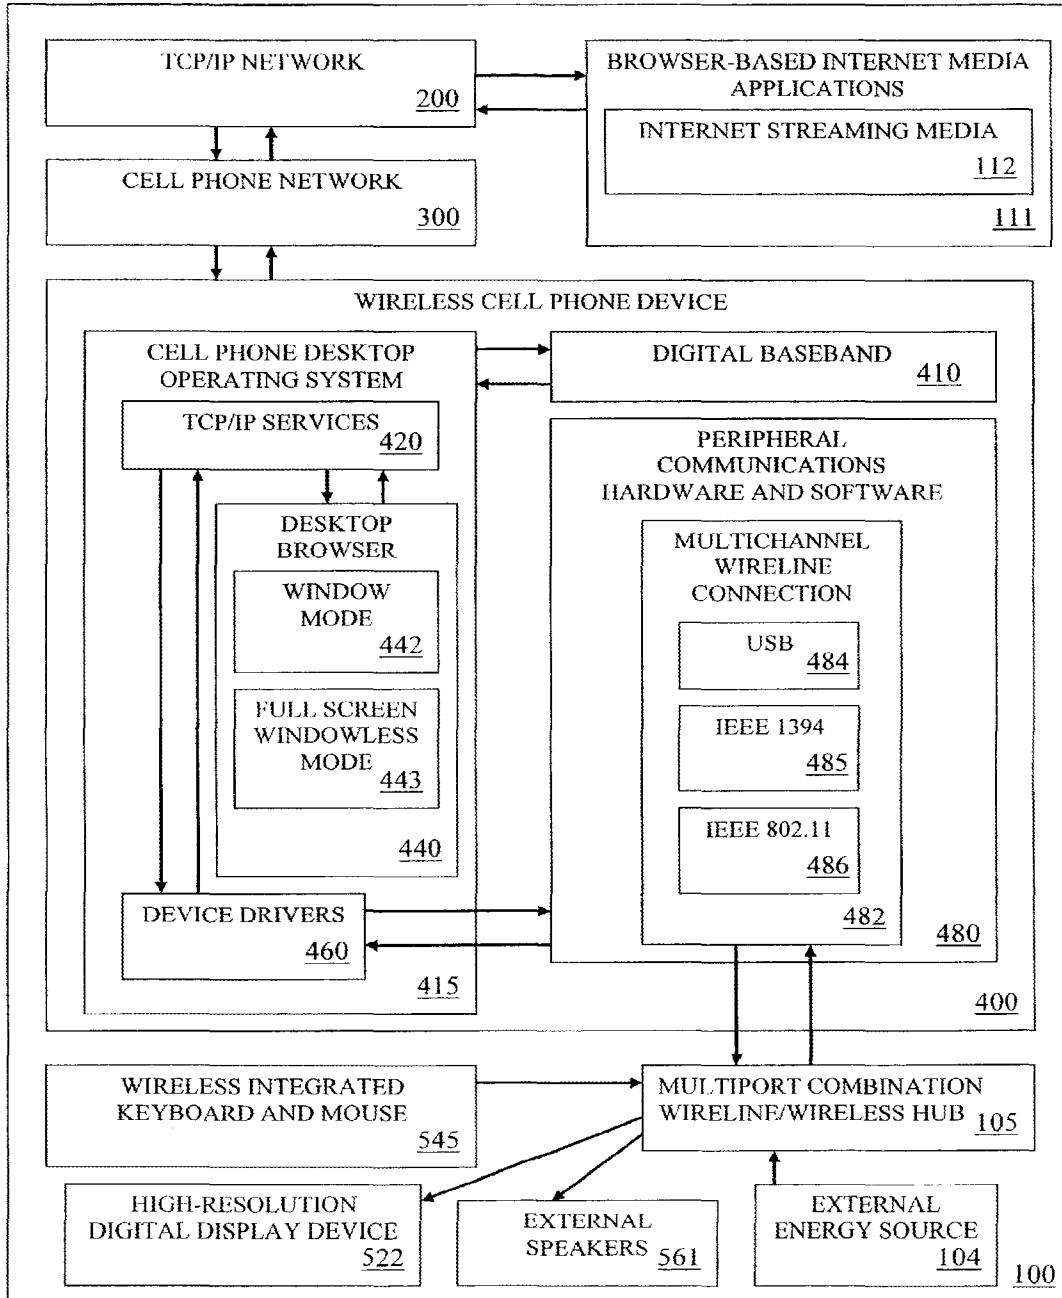 TCP/IP NETWORK
200
BROWSER-BASED INTERNET MEDIA
APPLICATIONS
INTERNET STREAMING MEDIA
112
111
CELL PHONE NETWORK
300
WIRELESS CELL PHONE DEVICE
CELL PHONE DESKTOP
OPERATING SYSTEM
TCP/IP SERVICES
420
DESKTOP
BROWSER
WINDOW
MODE
442
FULL SCREEN
WINDOWLESS
MODE
443
440
DEVICE DRIVERS
460
415
DIGITAL BASEBAND
410
PERIPHERAL
COMMUNICATIONS
HARDWARE AND SOFTWARE
MULTICHANNEL
WIRELINE
CONNECTION
USB
484
IEEE 1394
485
IEEE 802.11
486
482
480
400
WIRELESS INTEGRATED
KEYBOARD AND MOUSE
545
MULTIPORT COMBINATION
WIRELINE/WIRELESS HUB
105
HIGH-RESOLUTION
DIGITAL DISPLAY DEVICE
522
EXTERNAL
SPEAKERS
561
EXTERNAL
ENERGY SOURCE
104
100